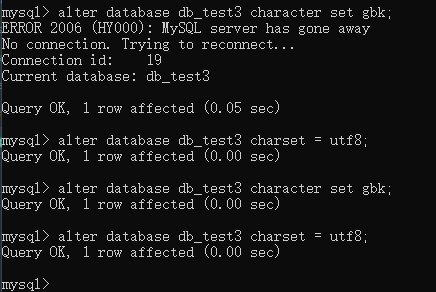 mysql> alter database db_test3 character set gbk;
ERROR 2006 (HY000): MySQL server has gone away
No connection. Trying to reconnect...
Connection id:    19
Current database: db_test3
Query OK, 1 row affected (0.05 sec)
mysql> alter database db_test3 charset = utf8;
Query OK, 1 row affected (0.00 sec)
mysql> alter database db_test3 character set gbk;
Query OK, 1 row affected (0.00 sec)
mysql> alter database db_test3 charset = utf8;
Query OK, 1 row affected (0.00 sec)
mysql>